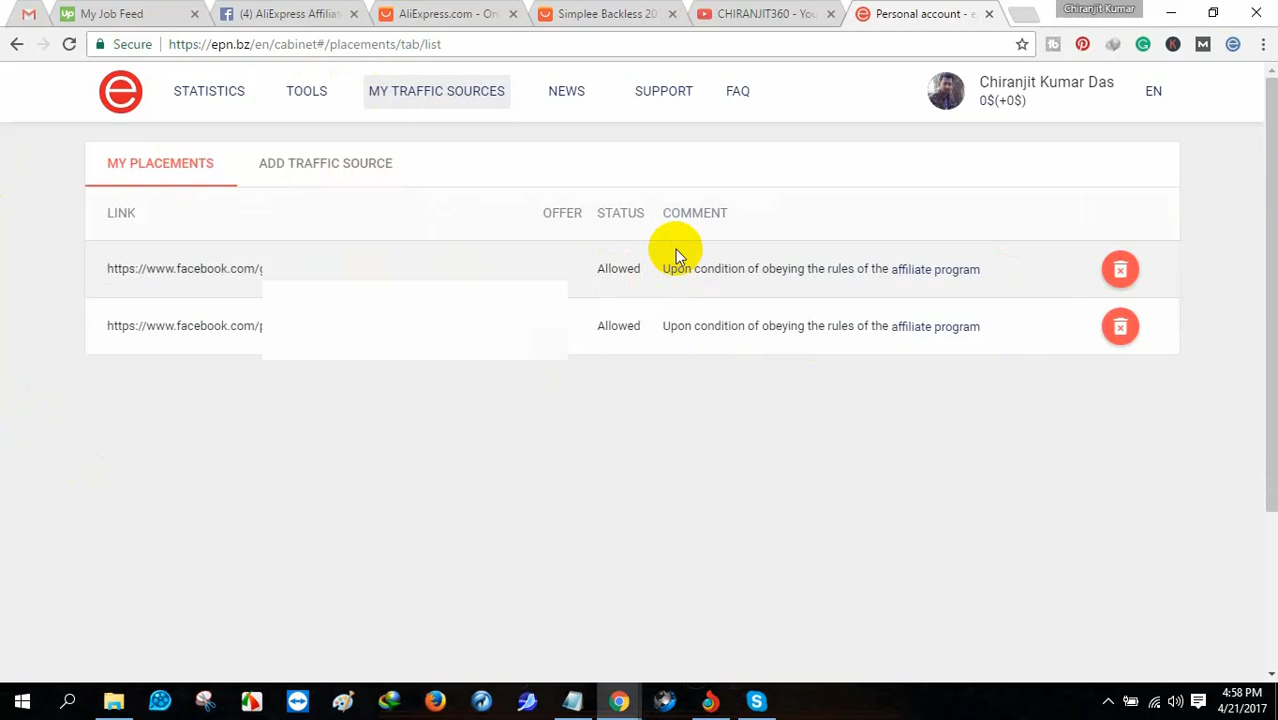 Chiranjit Kumar
My Job Feed
(4) AliExpress Affiliate
AliExpress.com - On
Simplee Backless 20
CHIRANJIT360 - You
Personal account - e
Secure
https://epn.bz/en/cabinet#/placements/tab/list
STATISTICS
TOOLS
MY TRAFFIC SOURCES
NEWS
SUPPORT
FAQ
Chiranjit Kumar Das
0$(+0$)
EN
MY PLACEMENTS
ADD TRAFFIC SOURCE
LINK OFFER STATUS COMMENT
https://www.facebook.com/g Allowed Upon condition of obeying the rules of the affiliate program
https://www.facebook.com/p Allowed Upon condition of obeying the rules of the affiliate program
4:58 PM
4/21/2017